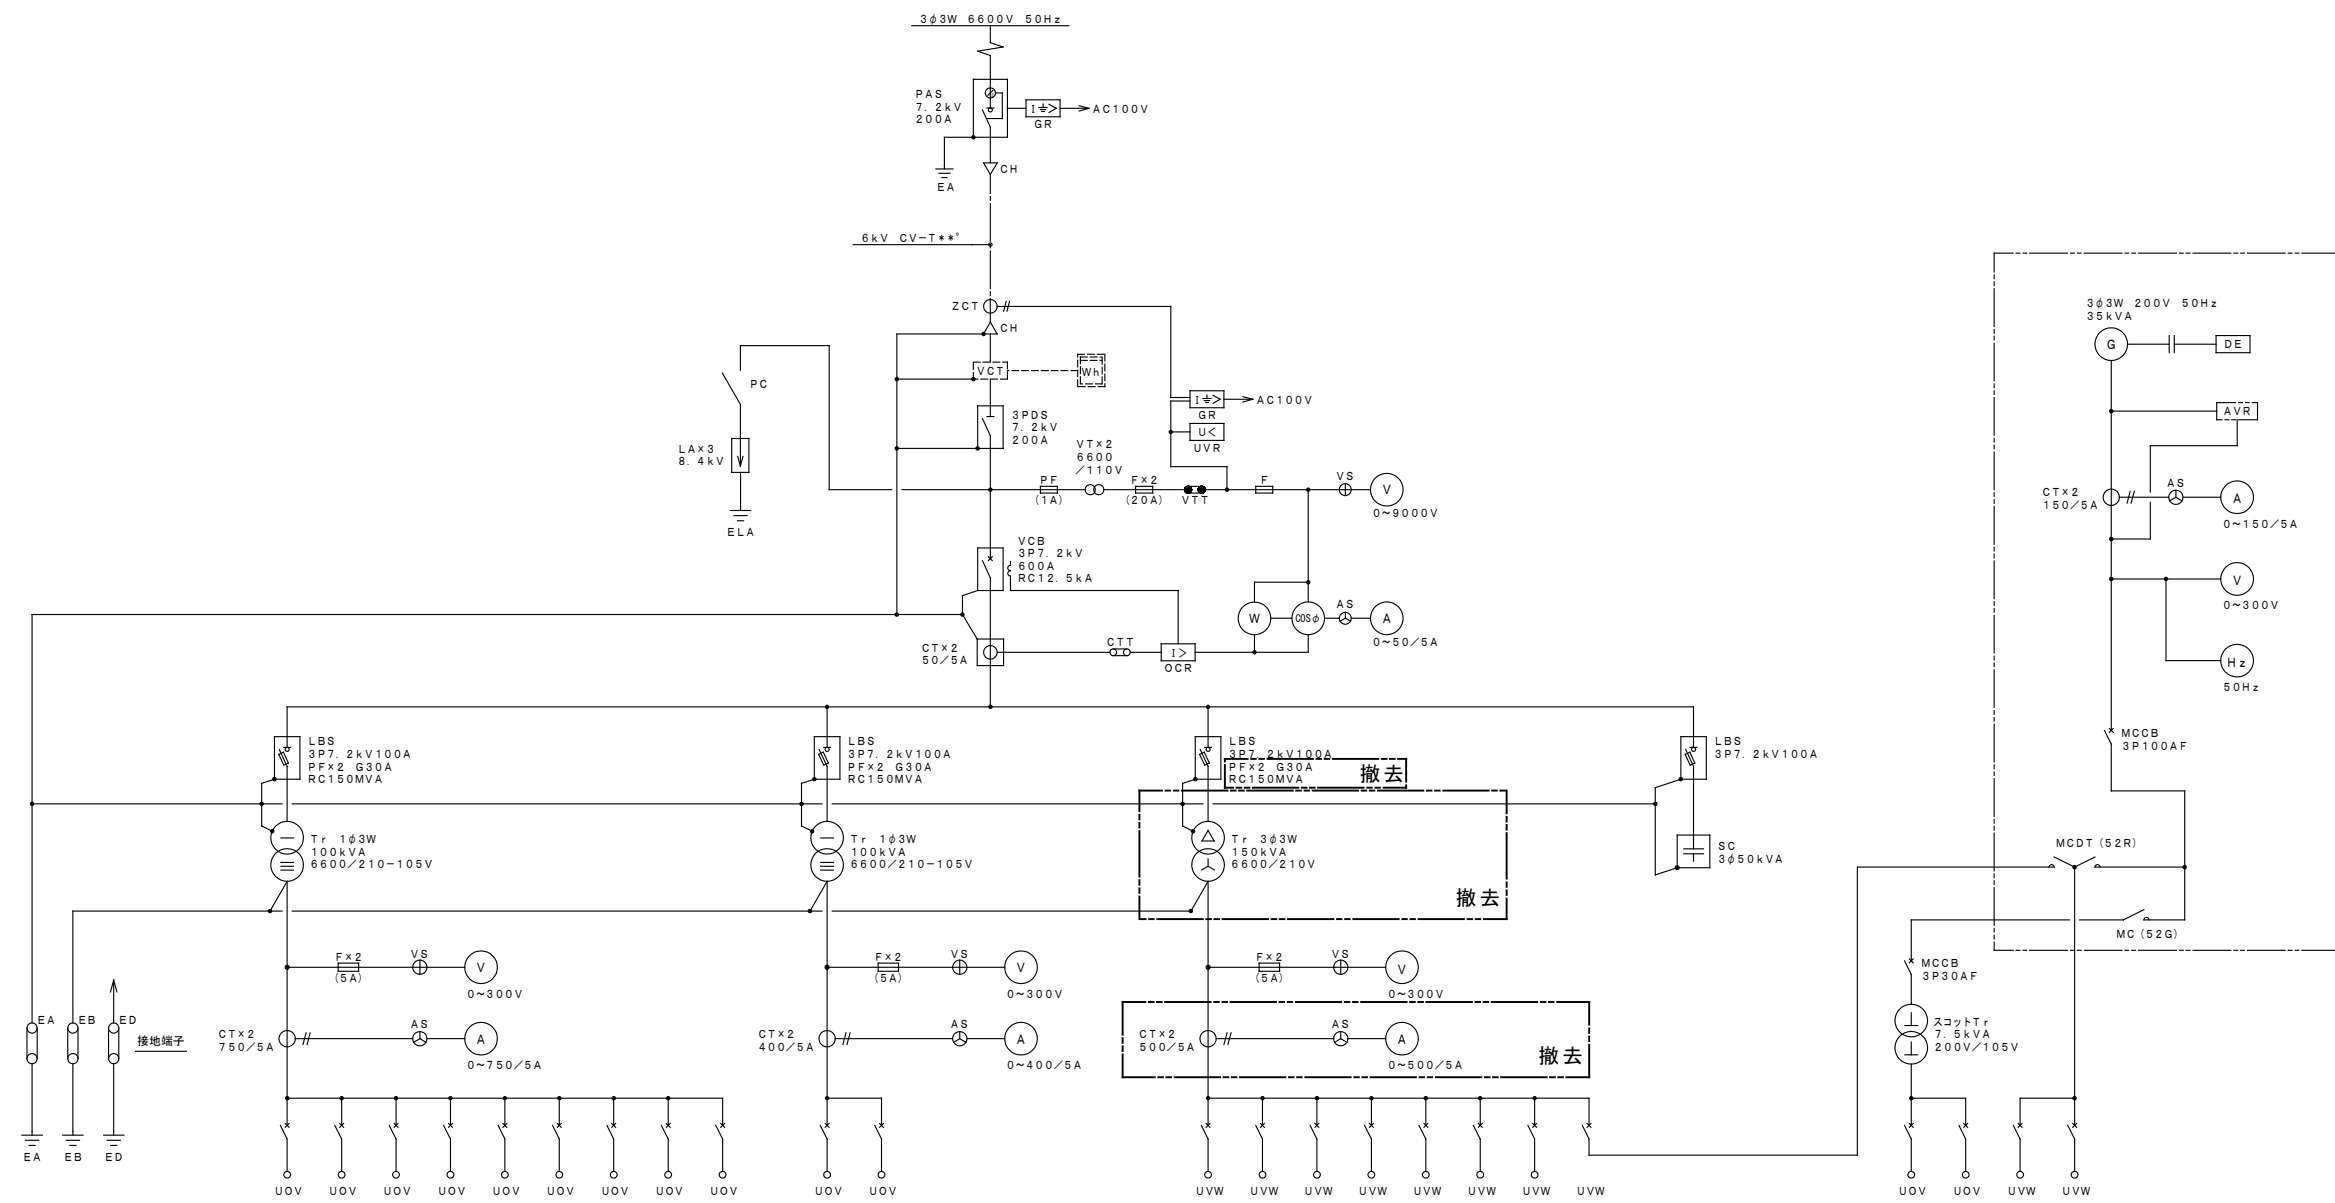 3φ3W 6600V 50Hz
PAS
7.2kV
200A
GR
I >
AC100V
EA
CH
6kV CV-T**°
ZCT
CH
VCT
Wh
PC
LA×3
8.4kV
ELA
3PDS
7.2kV
200A
I >
AC100V
GR
U<
UVR
VT×2
6600
/110V
PF
(1A)
F×2
(20A)
VTT
F
VS
V
0~9000V
VCB
3P7.2kV
600A
RC12.5kA
W
COSφ
AS
A
0~50/5A
CT×2
50/5A
CTT
I>
OCR
LBS
3P7.2kV100A
PF×2 G30A
RC150MVA
LBS
3P7.2kV100A
PF×2 G30A
RC150MVA
LBS
3P7.2kV100A
PF×2 G30A
RC150MVA
撤去
LBS
3P7.2kV100A
Tr 1φ3W
100kVA
6600/210-105V
Tr 1φ3W
100kVA
6600/210-105V
Tr 3φ3W
150kVA
6600/210V
撤去
SC
3φ50kVA
F×2
(5A)
VS
V
0~300V
F×2
(5A)
VS
V
0~300V
F×2
(5A)
VS
V
0~300V
EA
EB
ED
接地端子
CT×2
750/5A
AS
A
0~750/5A
CT×2
400/5A
AS
A
0~400/5A
CT×2
500/5A
AS
A
0~500/5A
撤去
EA
EB
ED
UOV UOV UOV UOV UOV UOV UOV UOV UOV
UOV UOV
UVW UVW UVW UVW UVW UVW UVW UVW
3φ3W 200V 50Hz
35kVA
G
DE
AVR
CT×2
150/5A
AS
A
0~150/5A
V
0~300V
Hz
50Hz
MCCB
3P100AF
MCDT(52R)
MC(52G)
MCCB
3P30AF
スコットTr
7.5kVA
200V/105V
UOV UOV UVW UVW